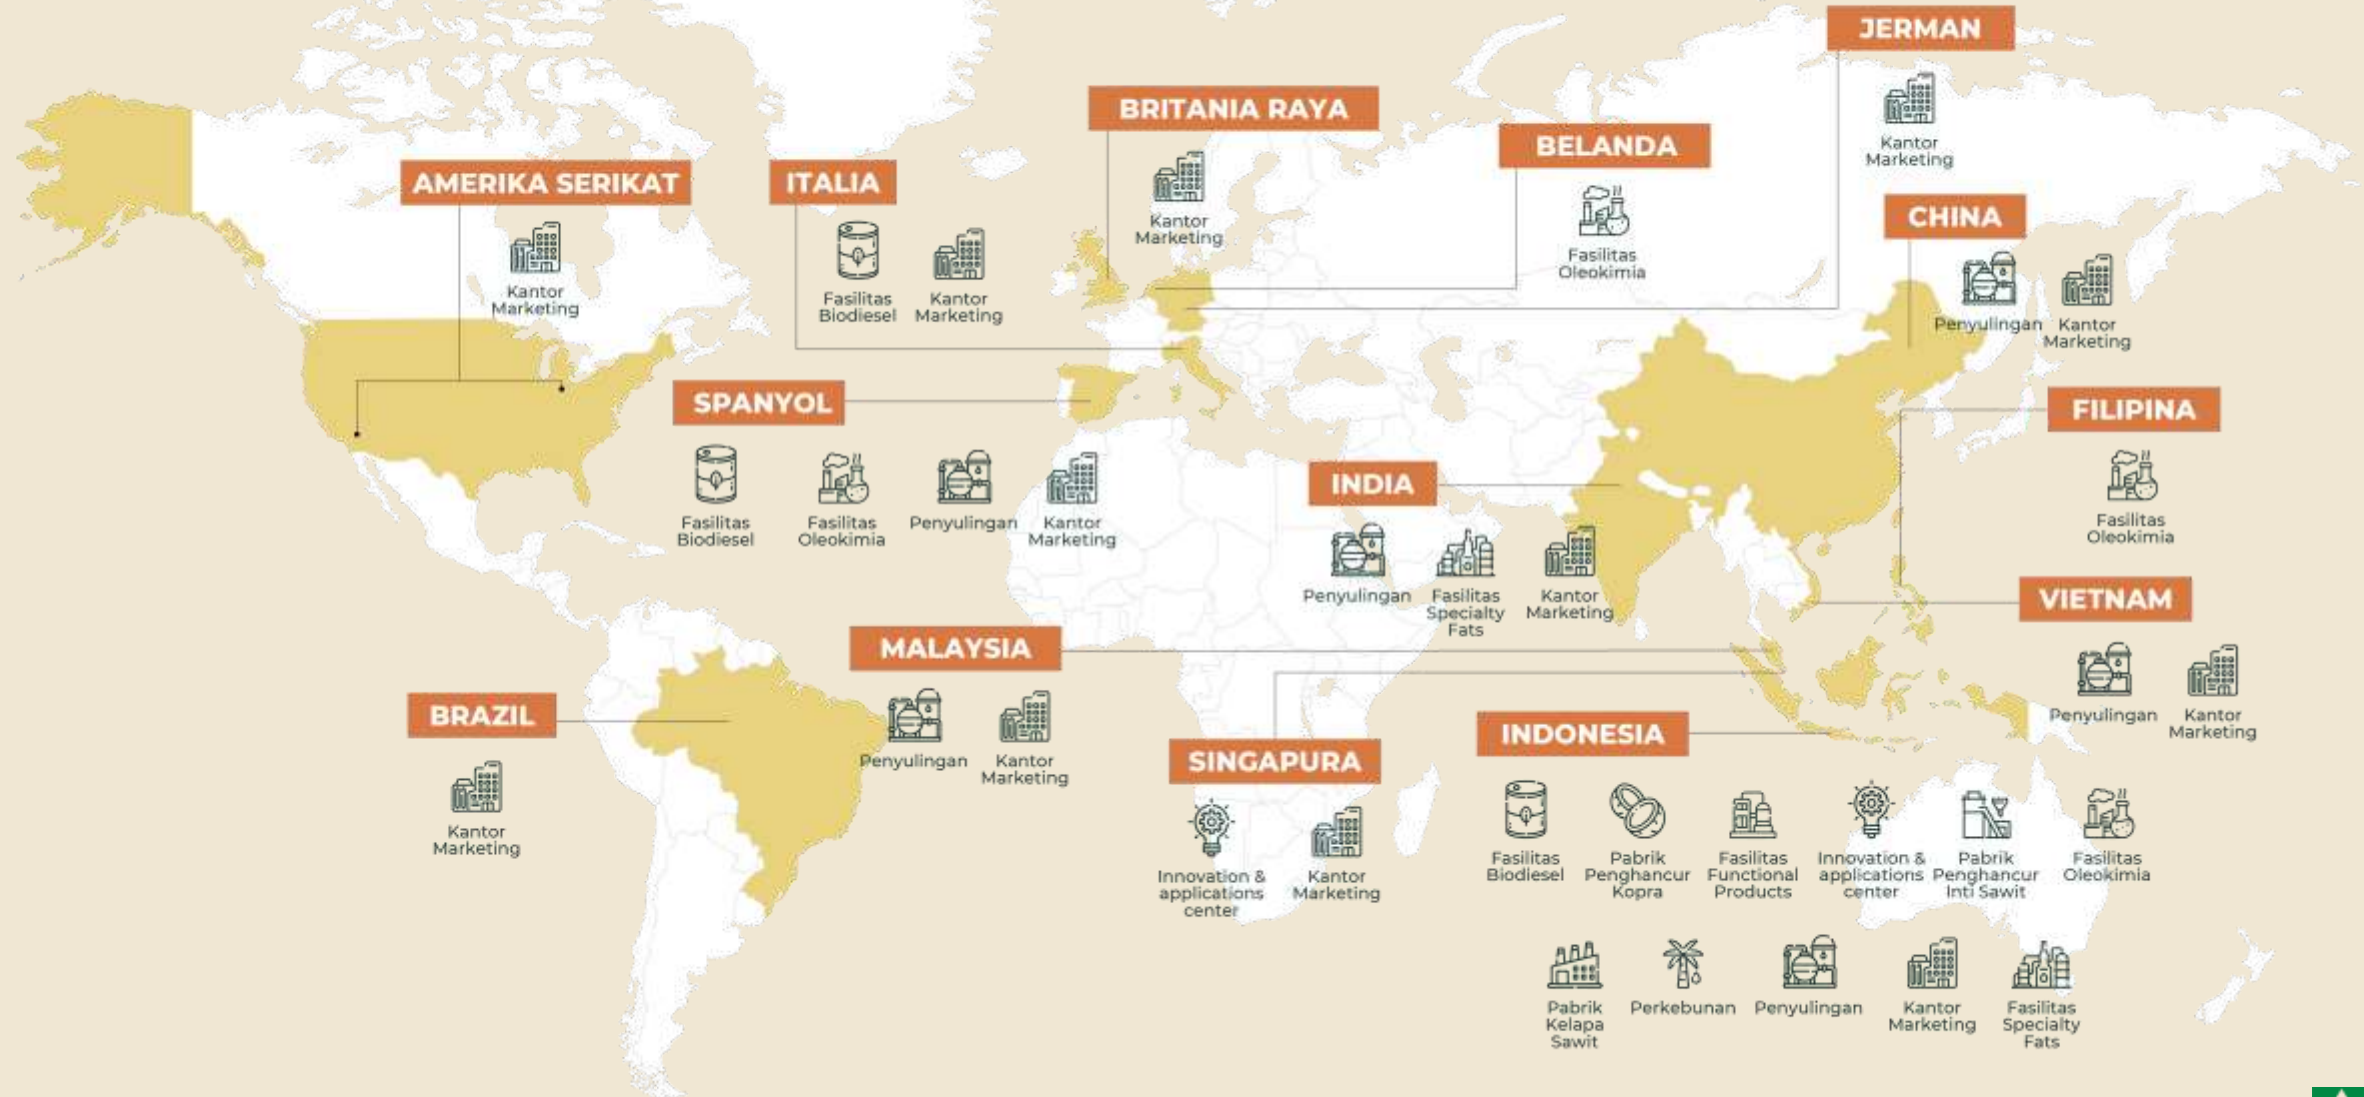 JERMAN
Kantor
Marketing
BRITANIA RAYA
Kantor
Marketing
BELANDA
Fasilitas
Oleokimia
AMERIKA SERIKAT
Kantor
Marketing
ITALIA
Fasilitas
Biodiesel
Kantor
Marketing
CHINA
Penyulingan
Kantor
Marketing
SPANYOL
Fasilitas
Biodiesel
Fasilitas
Oleokimia
Penyulingan
Kantor
Marketing
FILIPINA
Fasilitas
Oleokimia
INDIA
Penyulingan
Fasilitas
Specialty
Fats
Kantor
Marketing
VIETNAM
Penyulingan
Kantor
Marketing
MALAYSIA
Penyulingan
Kantor
Marketing
BRAZIL
Kantor
Marketing
SINGAPURA
Innovation &
applications
center
Kantor
Marketing
INDONESIA
Fasilitas
Biodiesel
Pabrik
Penghancur
Kopra
Fasilitas
Functional
Products
Innovation &
applications
center
Pabrik
Penghancur
Inti Sawit
Fasilitas
Oleokimia
Pabrik
Kelapa
Sawit
Perkebunan
Penyulingan
Kantor
Marketing
Fasilitas
Specialty
Fats